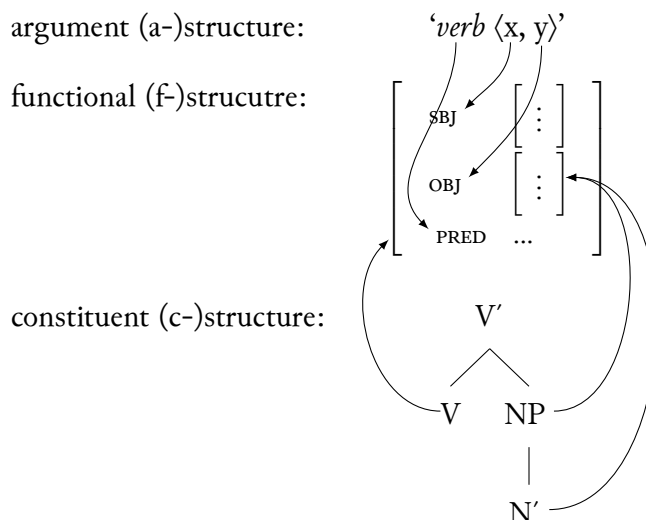 argument (a-)structure: ‘verb ⟨x, y⟩’
functional (f-)strucutre:
SBJ ⋮
OBJ ⋮
PRED ...
constituent (c-)structure:
V′
V NP
N'